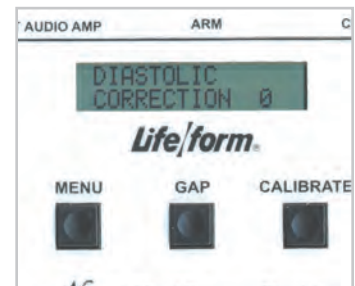 AUDIO AMP ARM
DIASTOLIC
CORRECTION 0
Life/form®
MENU GAP CALIBRATE